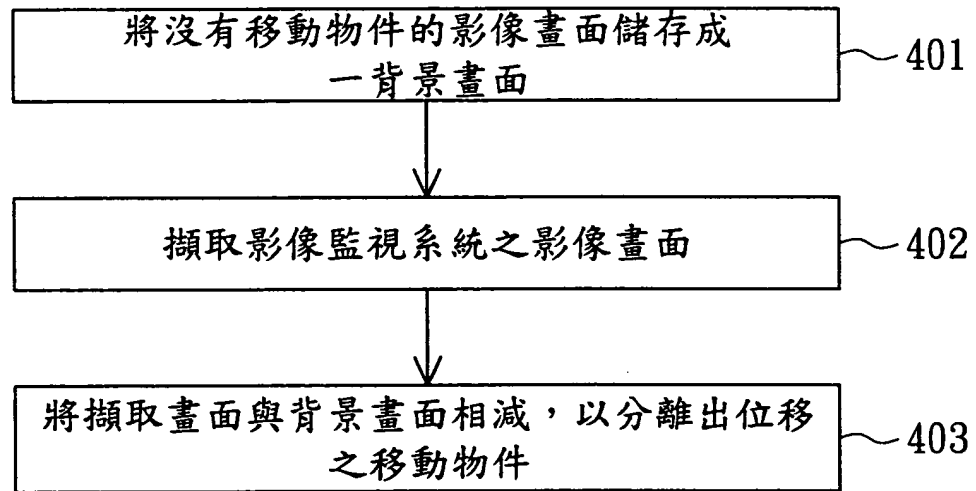 將沒有移動物件的影像畫面儲存成
一背景畫面
401
擷取影像監視系統之影像畫面
402
將擷取畫面與背景畫面相減，以分離出位移
之移動物件
403